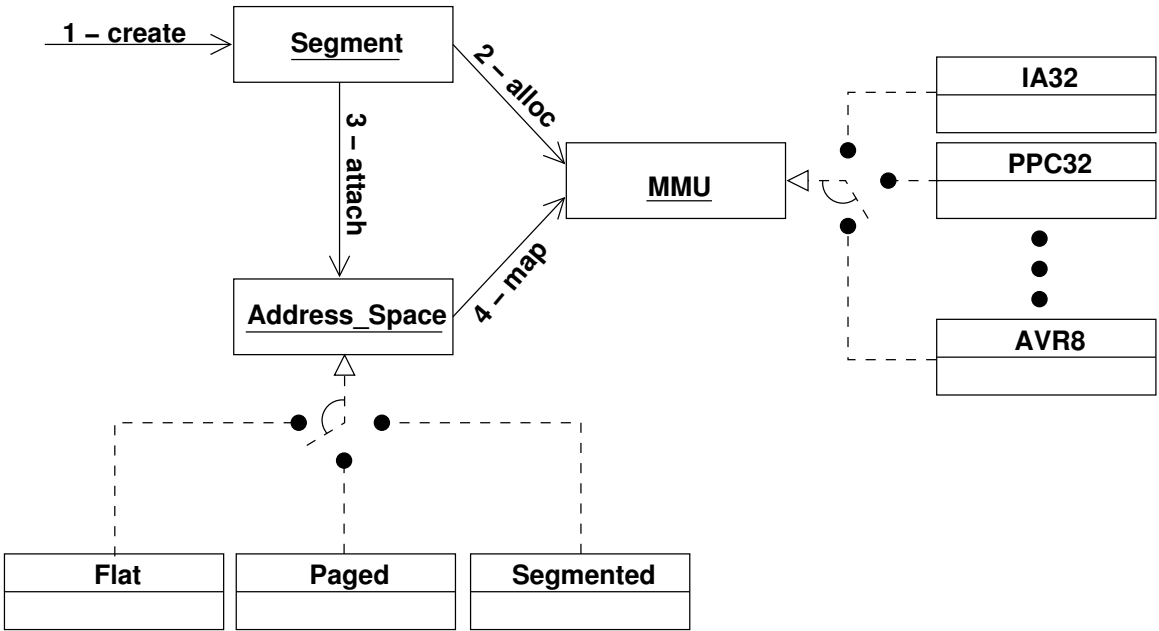 1 – create
Segment
2 – alloc
3 – attach
IA32
MMU
PPC32
4 – map
Address_Space
AVR8
Flat
Paged
Segmented